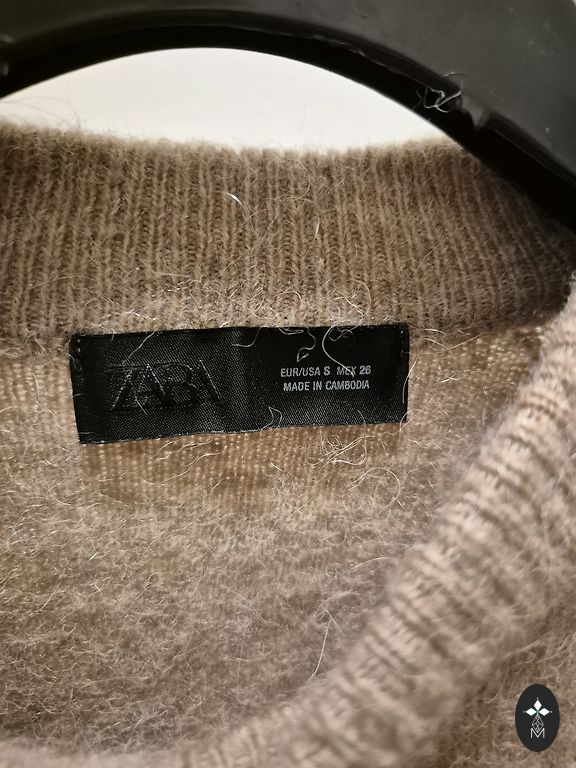 ZARA
EUR/USA S MEX 26
MADE IN CAMBODIA
M